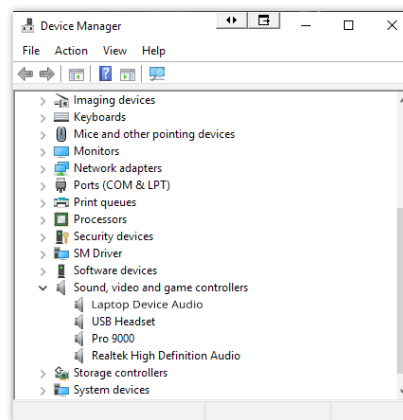 Device Manager
File Action View Help
Imaging devices
Keyboards
Mice and other pointing devices
Monitors
Network adapters
Ports (COM & LPT)
Print queues
Processors
Security devices
SM Driver
Software devices
Sound, video and game controllers
Laptop Device Audio
USB Headset
Pro 9000
Realtek High Definition Audio
Storage controllers
System devices